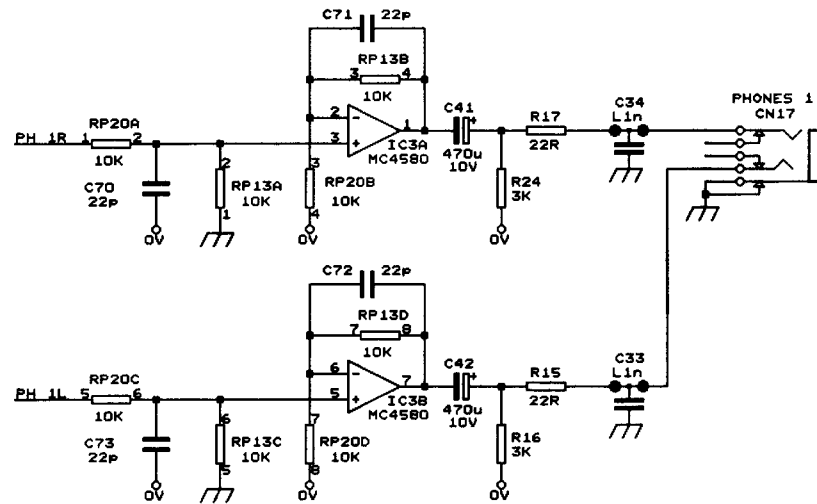 C71 22p
RP13B
3 4
10K
PHONES 1
CN17
C41
+
470u
10V
R17
22R
C34
L1n
PH 1R
RP20A
1 2
10K
2
3
1
-
+
IC3A
MC4580
C70
22p
2
RP13A
10K
1
3
RP20B
10K
4
R24
3K
0V
0V
0V
C72 22p
RP13D
7 8
10K
C42
+
470u
10V
R15
22R
C33
L1n
PH 1L
RP20C
5 6
10K
6
5
7
-
+
IC3B
MC4580
C73
22p
6
RP13C
10K
5
7
RP20D
10K
8
R16
3K
0V
0V
0V